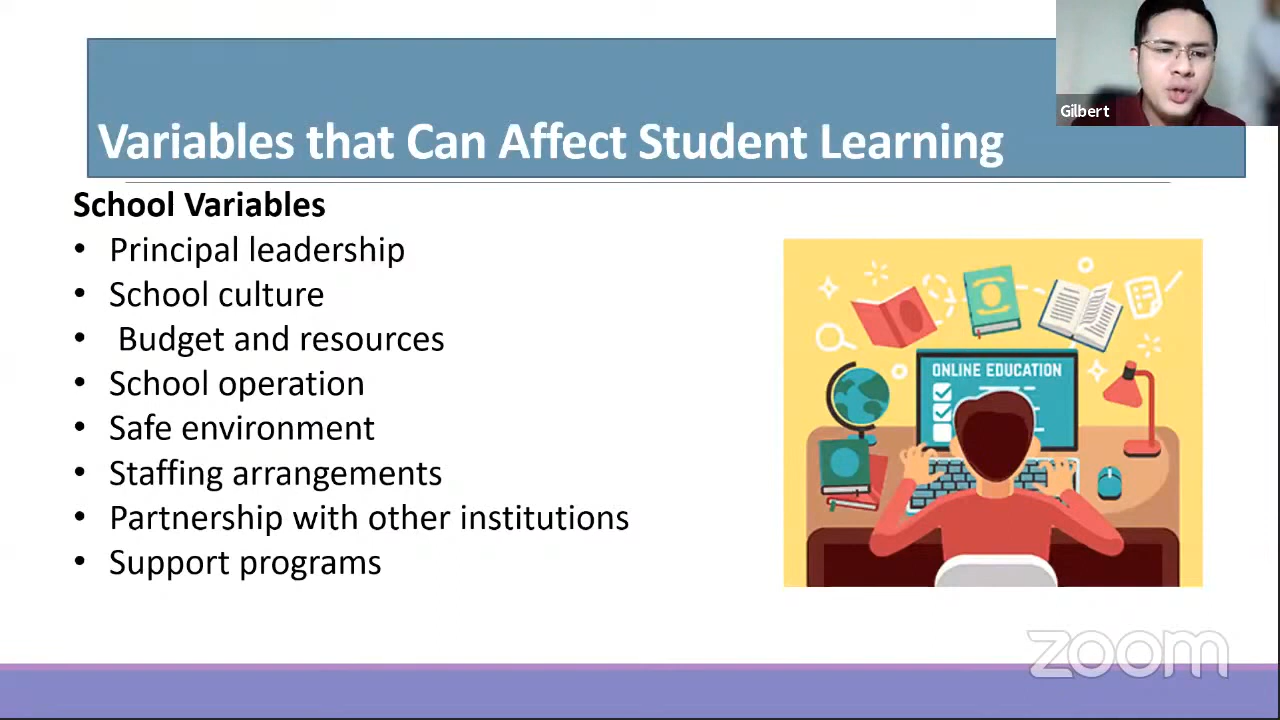 Gilbert
Variables that Can Affect Student Learning
School Variables
• Principal leadership
• School culture
• Budget and resources
• School operation
• Safe environment
• Staffing arrangements
• Partnership with other institutions
• Support programs
ONLINE EDUCATION
zoom